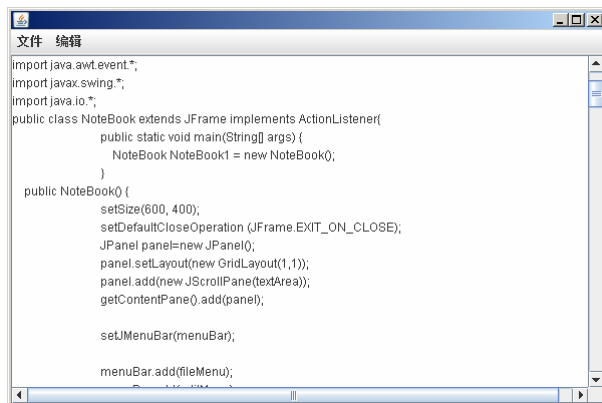 文件 编辑
import java.awt.event.*;
import javax.swing.*;
import java.io.*;
public class NoteBook extends JFrame implements ActionListener{
public static void main(String[] args) {
NoteBook NoteBook1 = new NoteBook();
}
public NoteBook() {
setSize(600, 400);
setDefaultCloseOperation (JFrame.EXIT_ON_CLOSE);
JPanel panel=new JPanel();
panel.setLayout(new GridLayout(1,1));
panel.add(new JScrollPane(textArea));
getContentPane().add(panel);
setJMenuBar(menuBar);
menuBar.add(fileMenu);